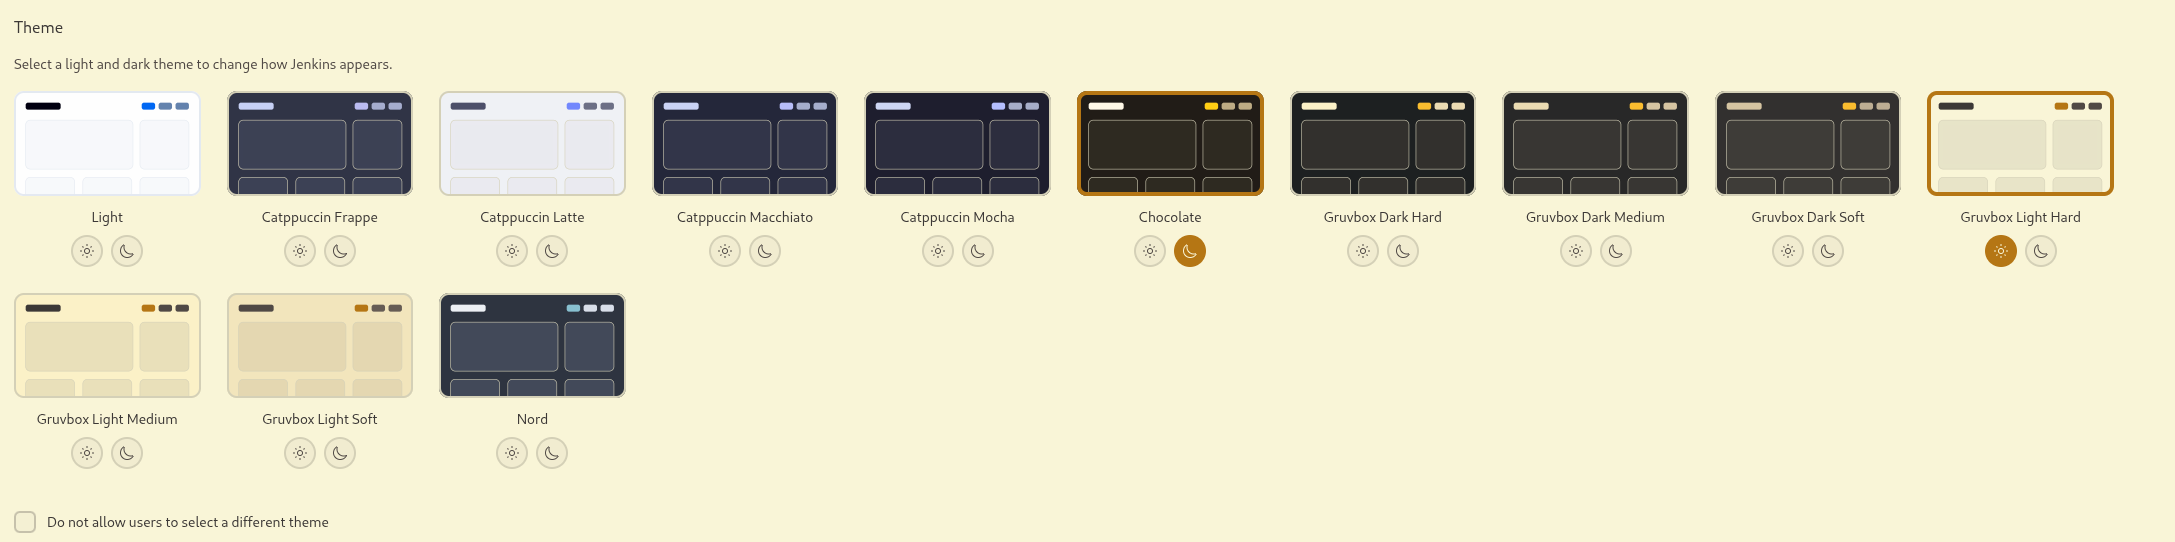 Theme
Select a light and dark theme to change how Jenkins appears.
Light
Catppuccin Frappe
Catppuccin Latte
Catppuccin Macchiato
Catppuccin Mocha
Chocolate
Gruvbox Dark Hard
Gruvbox Dark Medium
Gruvbox Dark Soft
Gruvbox Light Hard
Gruvbox Light Medium
Gruvbox Light Soft
Nord
Do not allow users to select a different theme